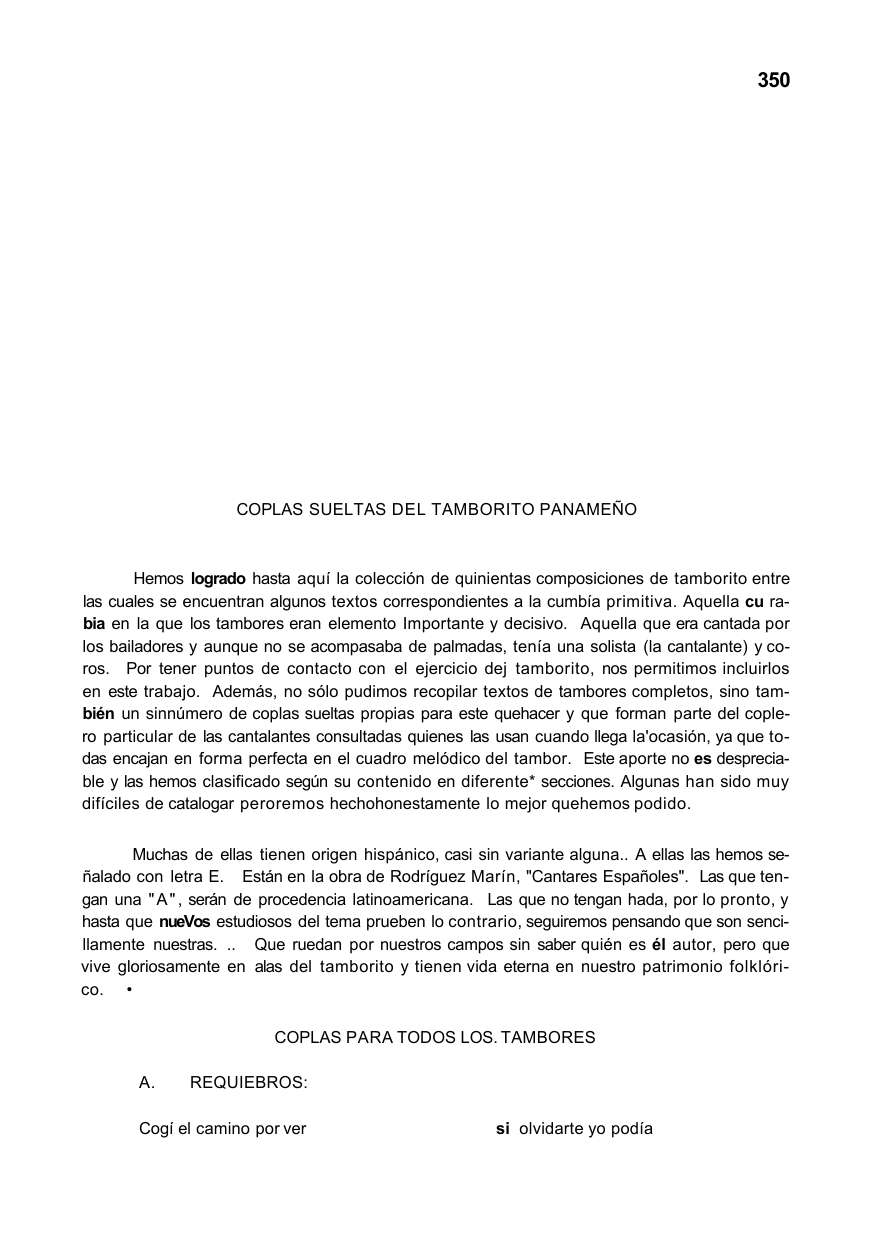 350
COPLAS SUELTAS DEL TAMBORITO PANAMEÑO
Hemos logrado hasta aquí la colección de quinientas composiciones de tamborito entre
las cuales se encuentran algunos textos correspondientes a la cumbía primitiva. Aquella cu ra-
bia en la que los tambores eran elemento Importante y decisivo. Aquella que era cantada por
los bailadores y aunque no se acompasaba de palmadas, tenía una solista (la cantalante) y co-
ros. Por tener puntos de contacto con el ejercicio dej tamborito, nos permitimos incluirlos
en este trabajo. Además, no sólo pudimos recopilar textos de tambores completos, sino tam-
bién un sinnúmero de coplas sueltas propias para este quehacer y que forman parte del cople-
ro particular de las cantalantes consultadas quienes las usan cuando llega la'ocasión, ya que to-
das encajan en forma perfecta en el cuadro melódico del tambor. Este aporte no es desprecia-
ble y las hemos clasificado según su contenido en diferente* secciones. Algunas han sido muy
difíciles de catalogar peroremos hechohonestamente lo mejor quehemos podido.
Muchas de ellas tienen origen hispánico, casi sin variante alguna.. A ellas las hemos se-
ñalado con letra E. Están en la obra de Rodríguez Marín, "Cantares Españoles". Las que ten-
gan una "A", serán de procedencia latinoamericana. Las que no tengan hada, por lo pronto, y
hasta que nueVos estudiosos del tema prueben lo contrario, seguiremos pensando que son senci-
llamente nuestras. .. Que ruedan por nuestros campos sin saber quién es él autor, pero que
vive gloriosamente en alas del tamborito y tienen vida eterna en nuestro patrimonio folklóri-
co. •
COPLAS PARA TODOS LOS. TAMBORES
A. REQUIEBROS:
Cogí el camino por ver si olvidarte yo podía